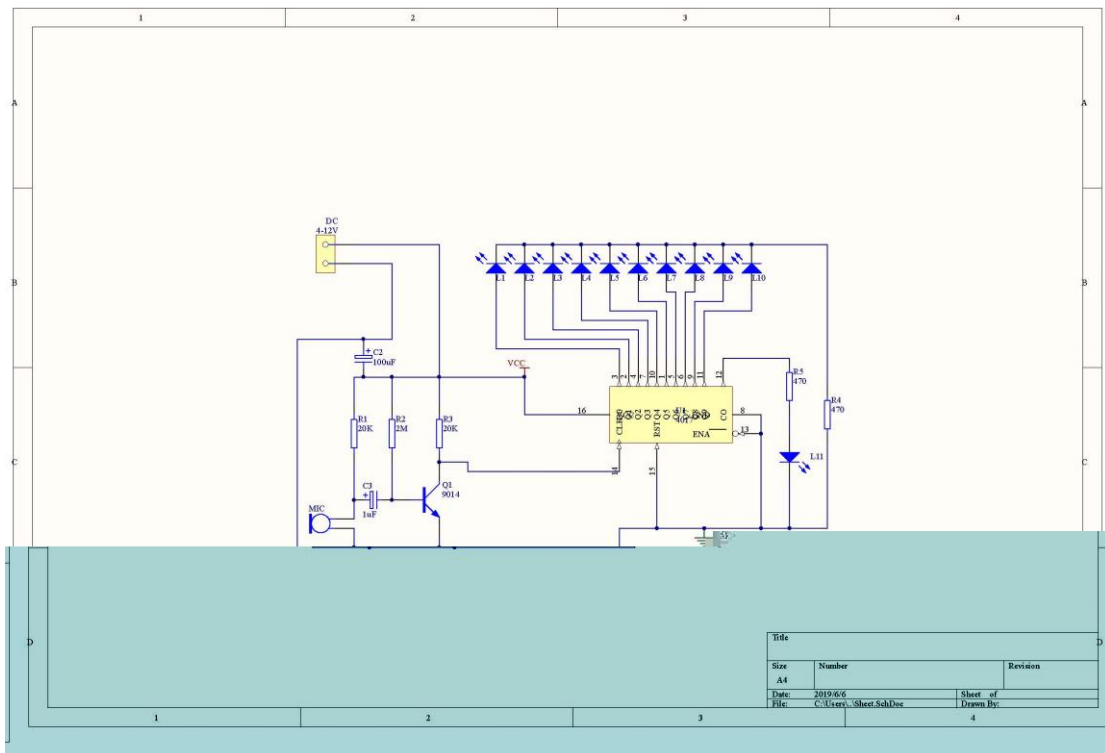 1 2 3 4
A A
DC
4-12V
B B
L1 L2 L3 L4 L5 L6 L7 L8 L9 L10
+ C2
100uF
VCC
3 2 4 7 10 1 5 6 9 11 12
R5
470
R4
470
R1
20K
R2
2M
R3
20K
16
CO
8
RST
ENA
13
14
15
L11
C C
Q1
9014
C3
+
1uF
MIC
D D
Title
Size Number Revision
A4
Date: 2019/6/6 Sheet of
File: C:\Users\..\Sheet.SchDoc Drawn By:
1 2 3 4